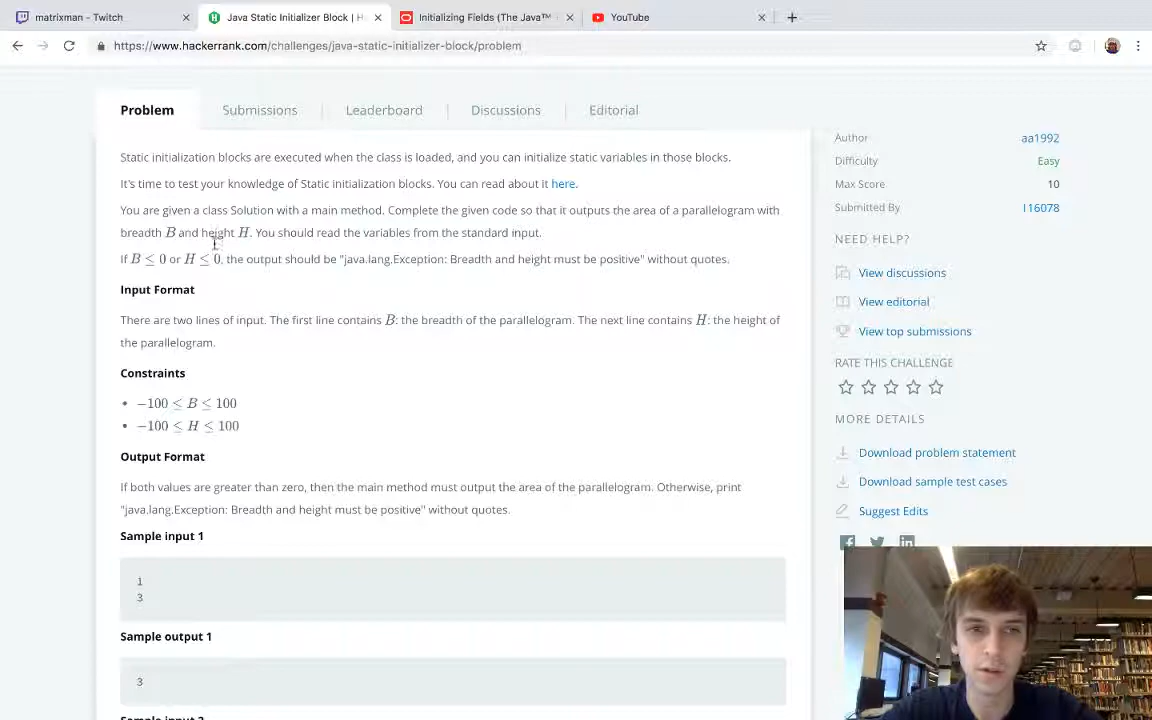 matrixman - Twitch
Java Static Initializer Block | H
Initializing Fields (The Java™
YouTube
https://www.hackerrank.com/challenges/java-static-initializer-block/problem
Problem
Submissions
Leaderboard
Discussions
Editorial
Static initialization blocks are executed when the class is loaded, and you can initialize static variables in those blocks.
It's time to test your knowledge of Static initialization blocks. You can read about it here.
You are given a class Solution with a main method. Complete the given code so that it outputs the area of a parallelogram with
breadth B and height H. You should read the variables from the standard input.
If B ≤ 0 or H ≤ 0, the output should be "java.lang.Exception: Breadth and height must be positive" without quotes.
Input Format
There are two lines of input. The first line contains B: the breadth of the parallelogram. The next line contains H: the height of
the parallelogram.
Constraints
• −100 ≤ B ≤ 100
• −100 ≤ H ≤ 100
Output Format
If both values are greater than zero, then the main method must output the area of the parallelogram. Otherwise, print
"java.lang.Exception: Breadth and height must be positive" without quotes.
Sample input 1
1
3
Sample output 1
3
Author aa1992
Difficulty Easy
Max Score 10
Submitted By 116078
NEED HELP?
View discussions
View editorial
View top submissions
RATE THIS CHALLENGE
MORE DETAILS
Download problem statement
Download sample test cases
Suggest Edits